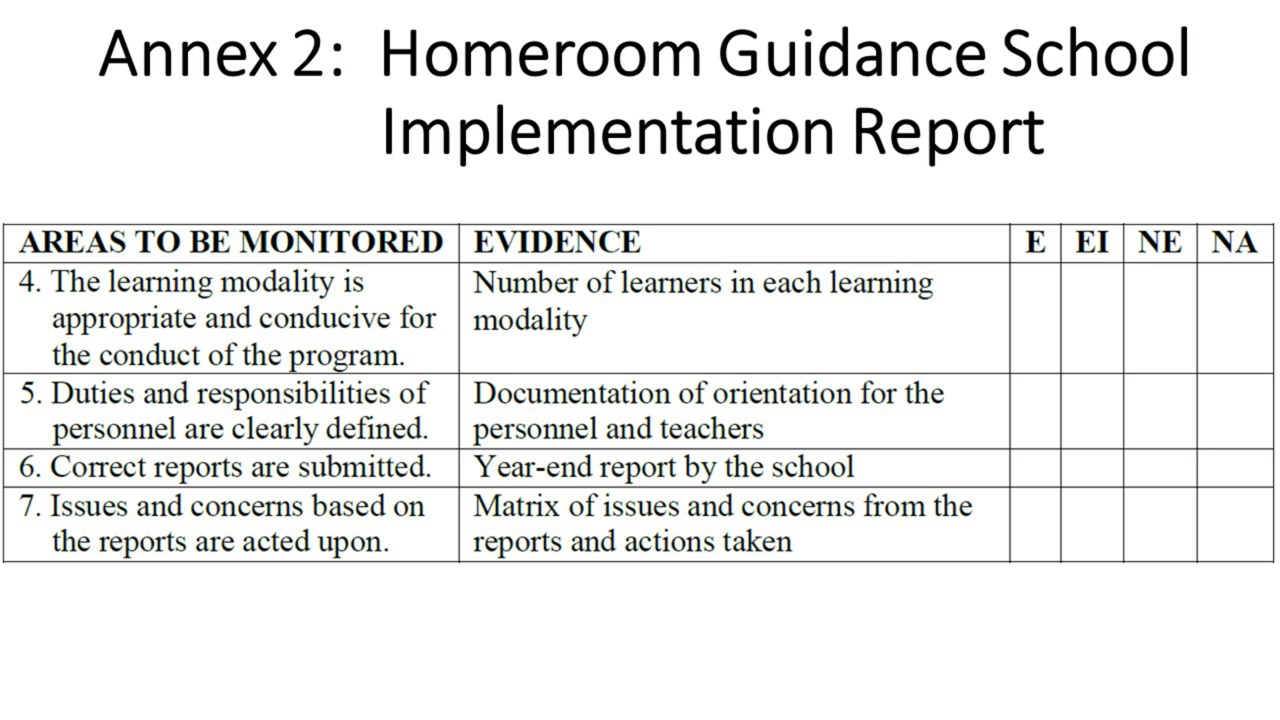 Annex 2: Homeroom Guidance School
Implementation Report
AREAS TO BE MONITORED EVIDENCE E EI NE NA
4. The learning modality is
appropriate and conducive for
the conduct of the program.
Number of learners in each learning
modality
5. Duties and responsibilities of
personnel are clearly defined.
Documentation of orientation for the
personnel and teachers
6. Correct reports are submitted.
Year-end report by the school
7. Issues and concerns based on
the reports are acted upon.
Matrix of issues and concerns from the
reports and actions taken